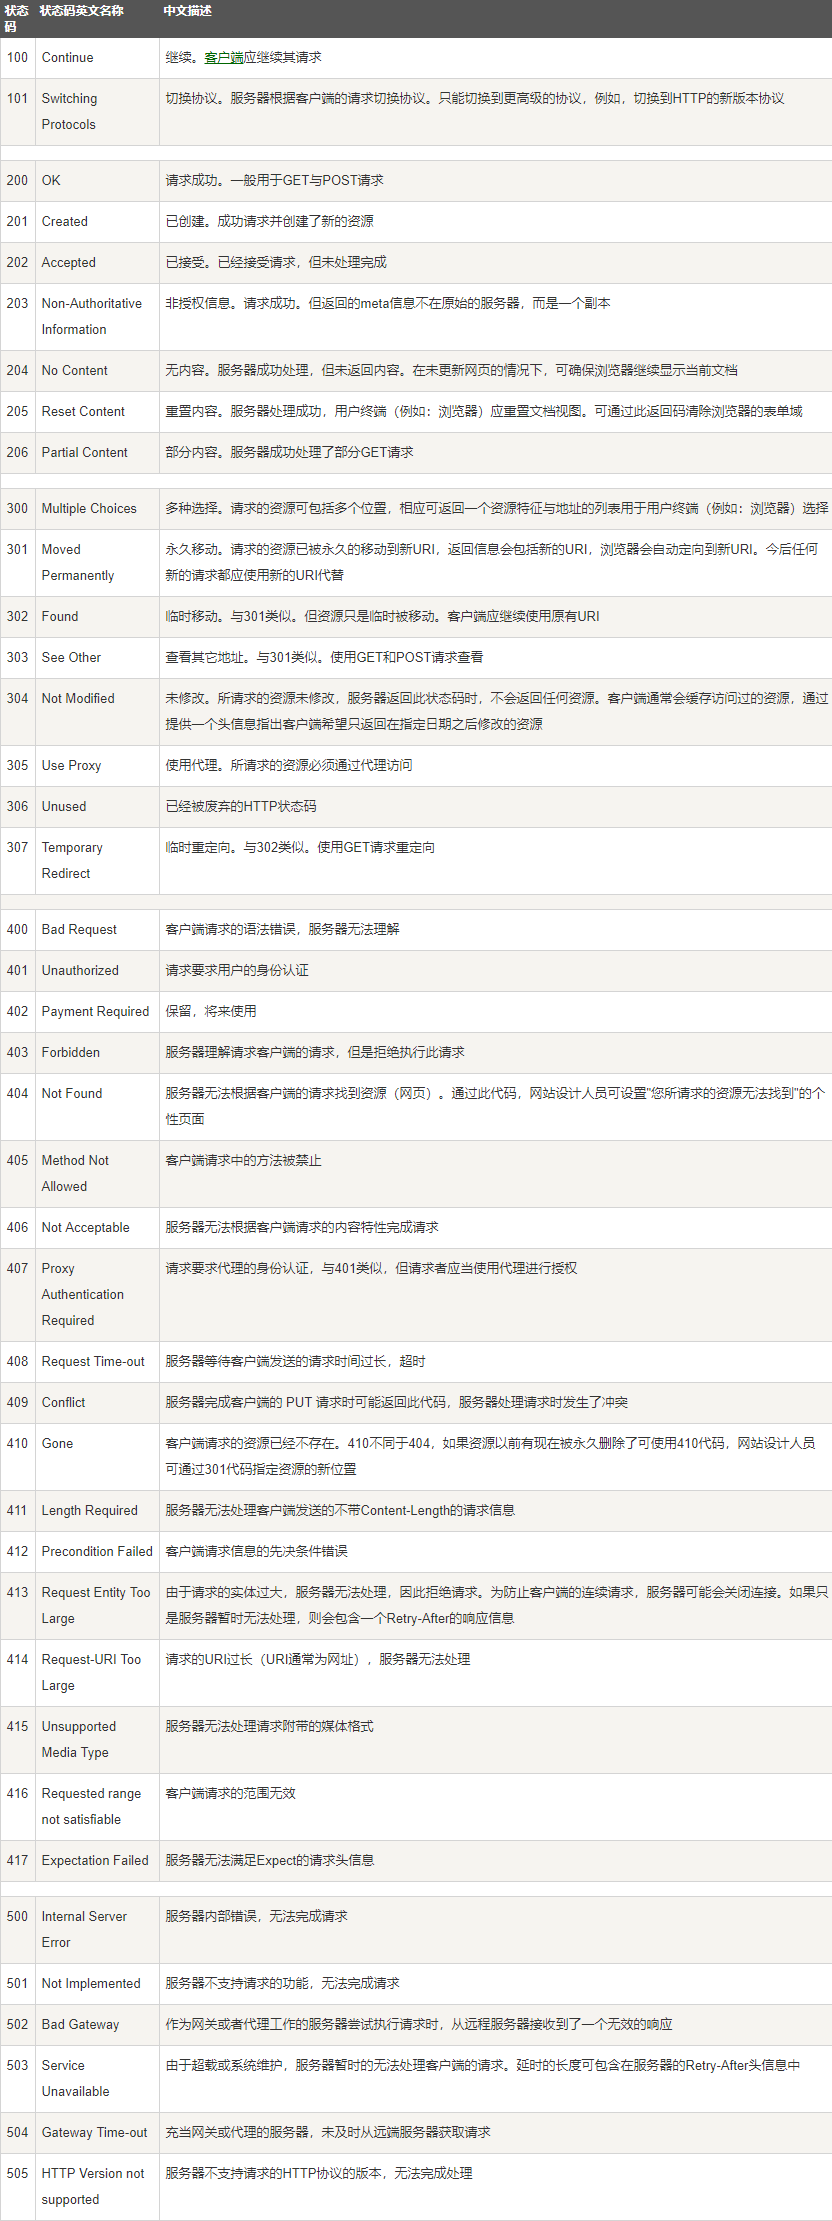 状态 状态码英文名称 中文描述
码
100 Continue 继续。客户端应继续其请求
101 Switching 切换协议。服务器根据客户端的请求切换协议。只能切换到更高级的协议，例如，切换到HTTP的新版本协议
Protocols
200 OK 请求成功。一般用于GET与POST请求
201 Created 已创建。成功请求并创建了新的资源
202 Accepted 已接受。已经接受请求，但未处理完成
203 Non-Authoritative 非授权信息。请求成功。但返回的meta信息不在原始的服务器，而是一个副本
Information
204 No Content 无内容。服务器成功处理，但未返回内容。在未更新网页的情况下，可确保浏览器继续显示当前文档
205 Reset Content 重置内容。服务器处理成功，用户终端（例如：浏览器）应重置文档视图。可通过此返回码清除浏览器的表单域
206 Partial Content 部分内容。服务器成功处理了部分GET请求
300 Multiple Choices 多种选择。请求的资源可包括多个位置，相应可返回一个资源特征与地址的列表用于用户终端（例如：浏览器）选择
301 Moved 永久移动。请求的资源已被永久的移动到新URI，返回信息会包括新的URI，浏览器会自动定向到新URI。今后任何
Permanently 新的请求都应使用新的URI代替
302 Found 临时移动。与301类似。但资源只是临时被移动。客户端应继续使用原有URI
303 See Other 查看其它地址。与301类似。使用GET和POST请求查看
304 Not Modified 未修改。所请求的资源未修改，服务器返回此状态码时，不会返回任何资源。客户端通常会缓存访问过的资源，通过
提供一个头信息指出客户端希望只返回在指定日期之后修改的资源
305 Use Proxy 使用代理。所请求的资源必须通过代理访问
306 Unused 已经被废弃的HTTP状态码
307 Temporary 临时重定向。与302类似。使用GET请求重定向
Redirect
400 Bad Request 客户端请求的语法错误，服务器无法理解
401 Unauthorized 请求要求用户的身份认证
402 Payment Required 保留，将来使用
403 Forbidden 服务器理解请求客户端的请求，但是拒绝执行此请求
404 Not Found 服务器无法根据客户端的请求找到资源（网页）。通过此代码，网站设计人员可设置"您所请求的资源无法找到"的个
性页面
405 Method Not 客户端请求中的方法被禁止
Allowed
406 Not Acceptable 服务器无法根据客户端请求的内容特性完成请求
407 Proxy 请求要求代理的身份认证，与401类似，但请求者应当使用代理进行授权
Authentication
Required
408 Request Time-out 服务器等待客户端发送的请求时间过长，超时
409 Conflict 服务器完成客户端的 PUT 请求时可能返回此代码，服务器处理请求时发生了冲突
410 Gone 客户端请求的资源已经不存在。410不同于404，如果资源以前有现在被永久删除了可使用410代码，网站设计人员
可通过301代码指定资源的新位置
411 Length Required 服务器无法处理客户端发送的不带Content-Length的请求信息
412 Precondition Failed 客户端请求信息的先决条件错误
413 Request Entity Too 由于请求的实体过大，服务器无法处理，因此拒绝请求。为防止客户端的连续请求，服务器可能会关闭连接。如果只
Large 是服务器暂时无法处理，则会包含一个Retry-After的响应信息
414 Request-URI Too 请求的URI过长（URI通常为网址），服务器无法处理
Large
415 Unsupported 服务器无法处理请求附带的媒体格式
Media Type
416 Requested range 客户端请求的范围无效
not satisfiable
417 Expectation Failed 服务器无法满足Expect的请求头信息
500 Internal Server 服务器内部错误，无法完成请求
Error
501 Not Implemented 服务器不支持请求的功能，无法完成请求
502 Bad Gateway 作为网关或者代理工作的服务器尝试执行请求时，从远程服务器接收到了一个无效的响应
503 Service 由于超载或系统维护，服务器暂时的无法处理客户端的请求。延时的长度可包含在服务器的Retry-After头信息中
Unavailable
504 Gateway Time-out 充当网关或代理的服务器，未及时从远端服务器获取请求
505 HTTP Version not 服务器不支持请求的HTTP协议的版本，无法完成处理
supported